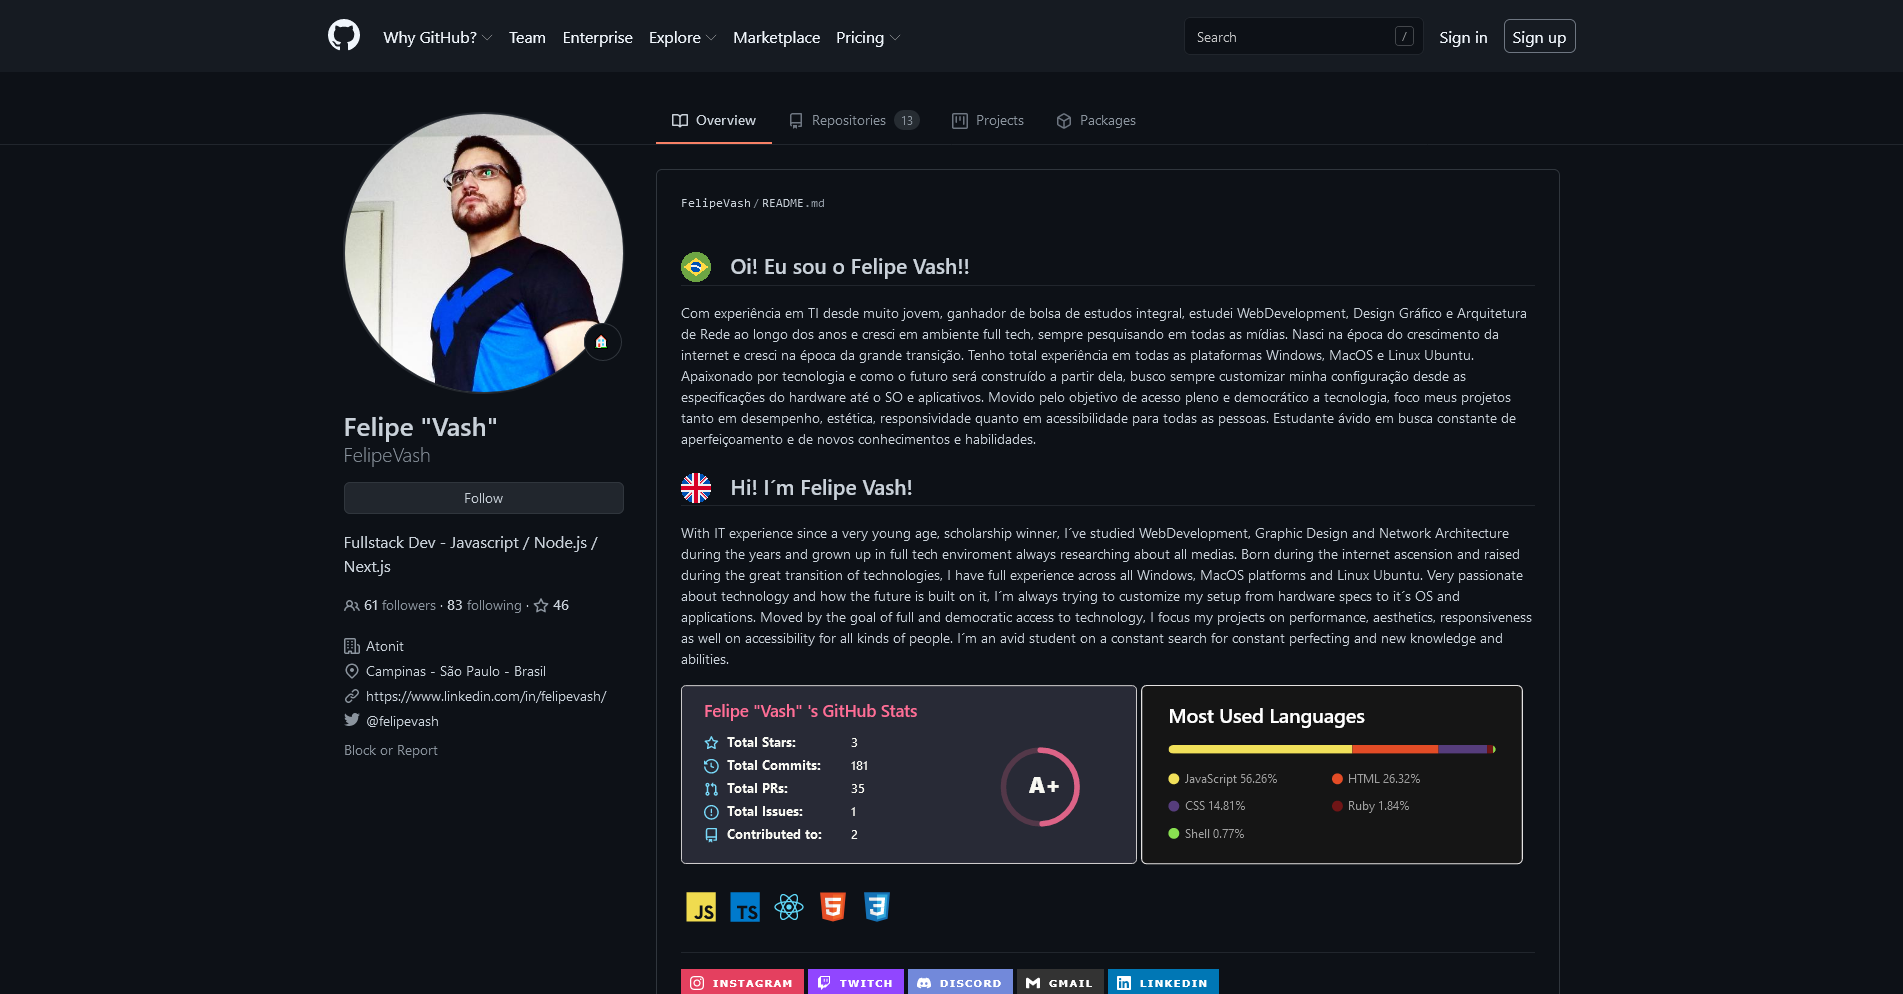 Why GitHub? Team Enterprise Explore Marketplace Pricing Search / Sign in Sign up
Overview Repositories 13 Projects Packages
Felipe "Vash"
FelipeVash
Follow
Fullstack Dev - Javascript / Node.js /
Next.js
61 followers · 83 following · 46
Atonit
Campinas - São Paulo - Brasil
https://www.linkedin.com/in/felipevash/
@felipevash
Block or Report
FelipeVash / README.md
Oi! Eu sou o Felipe Vash!!
Com experiência em TI desde muito jovem, ganhador de bolsa de estudos integral, estudei WebDevelopment, Design Gráfico e Arquitetura
de Rede ao longo dos anos e cresci em ambiente full tech, sempre pesquisando em todas as mídias. Nasci na época do crescimento da
internet e cresci na época da grande transição. Tenho total experiência em todas as plataformas Windows, MacOS e Linux Ubuntu.
Apaixonado por tecnologia e como o futuro será construído a partir dela, busco sempre customizar minha configuração desde as
especificações do hardware até o SO e aplicativos. Movido pelo objetivo de acesso pleno e democrático a tecnologia, foco meus projetos
tanto em desempenho, estética, responsividade quanto em acessibilidade para todas as pessoas. Estudante ávido em busca constante de
aperfeiçoamento e de novos conhecimentos e habilidades.
Hi! I´m Felipe Vash!
With IT experience since a very young age, scholarship winner, I´ve studied WebDevelopment, Graphic Design and Network Architecture
during the years and grown up in full tech enviroment always researching about all medias. Born during the internet ascension and raised
during the great transition of technologies, I have full experience across all Windows, MacOS platforms and Linux Ubuntu. Very passionate
about technology and how the future is built on it, I´m always trying to customize my setup from hardware specs to it´s OS and
applications. Moved by the goal of full and democratic access to technology, I focus my projects on performance, aesthetics, responsiveness
as well on accessibility for all kinds of people. I´m an avid student on a constant search for constant perfecting and new knowledge and
abilities.
Felipe "Vash" 's GitHub Stats
Total Stars: 3
Total Commits: 181
Total PRs: 35
Total Issues: 1
Contributed to: 2
A+
Most Used Languages
JavaScript 56.26% HTML 26.32%
CSS 14.81% Ruby 1.84%
Shell 0.77%
JS TS 5 3
INSTAGRAM TWITCH DISCORD GMAIL LINKEDIN